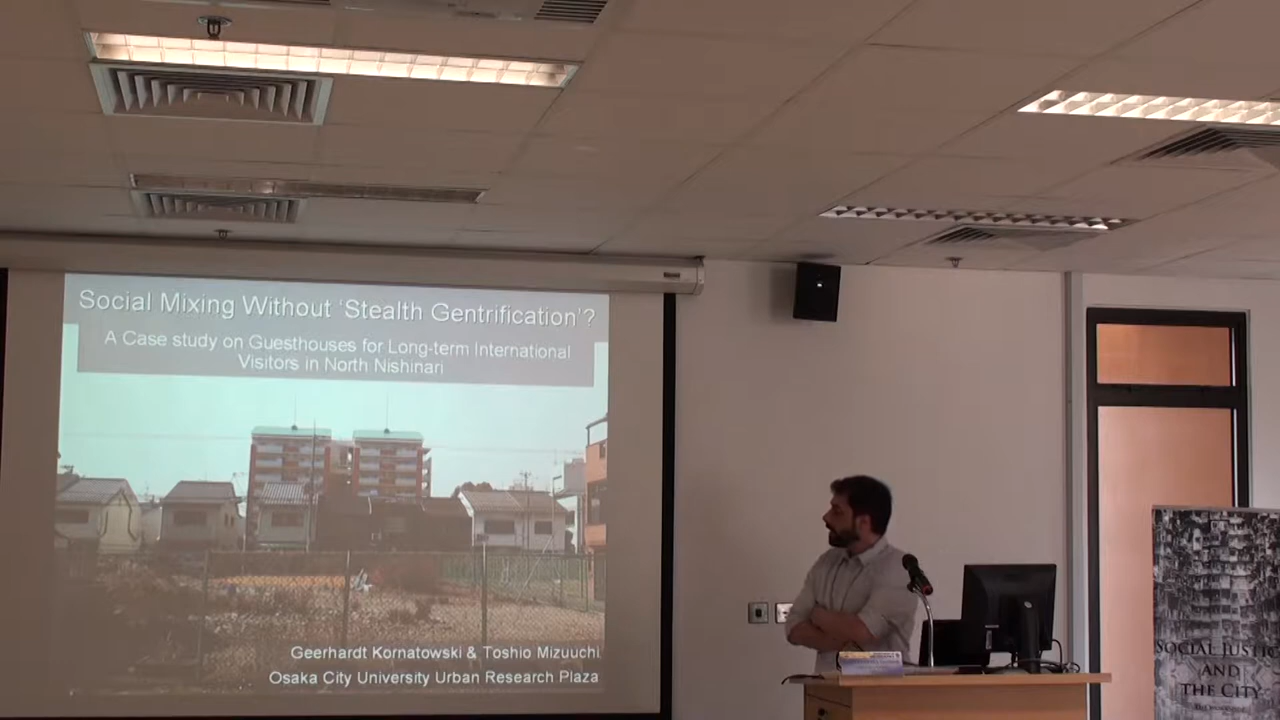 Social Mixing Without ‘Stealth Gentrification’?
A Case study on Guesthouses for Long-term International
Visitors in North Nishinari
Geerhardt Kornatowski & Toshio Mizuuchi
Osaka City University Urban Research Plaza
SOCIAL JUSTIC
AND
THE CITY